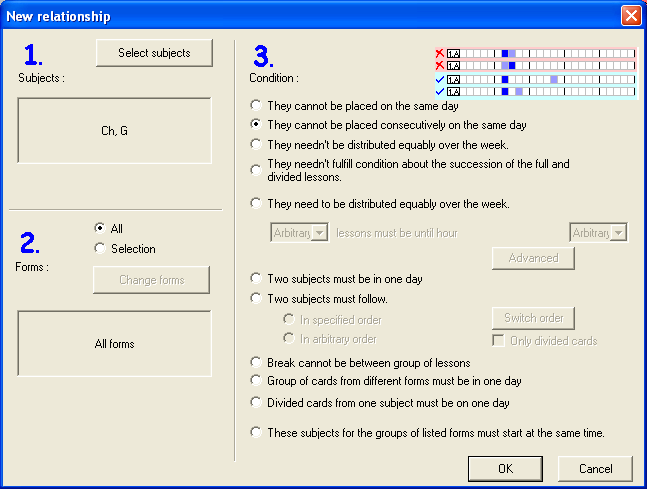 New relationship
1.
Select subjects
Subjects :
Ch, G
2.
All
Selection
Forms :
Change forms
All forms
3.
Condition :
1.A
1.A
1.A
1.A
They cannot be placed on the same day
They cannot be placed consecutively on the same day
They needn't be distributed equably over the week.
They needn't fulfill condition about the succession of the full and
divided lessons.
They need to be distributed equably over the week.
Arbitrary lessons must be until hour Arbitrary
Advanced
Two subjects must be in one day
Two subjects must follow.
In specified order
Switch order
In arbitrary order
Only divided cards
Break cannot be between group of lessons
Group of cards from different forms must be in one day
Divided cards from one subject must be on one day
These subjects for the groups of listed forms must start at the same time.
OK
Cancel